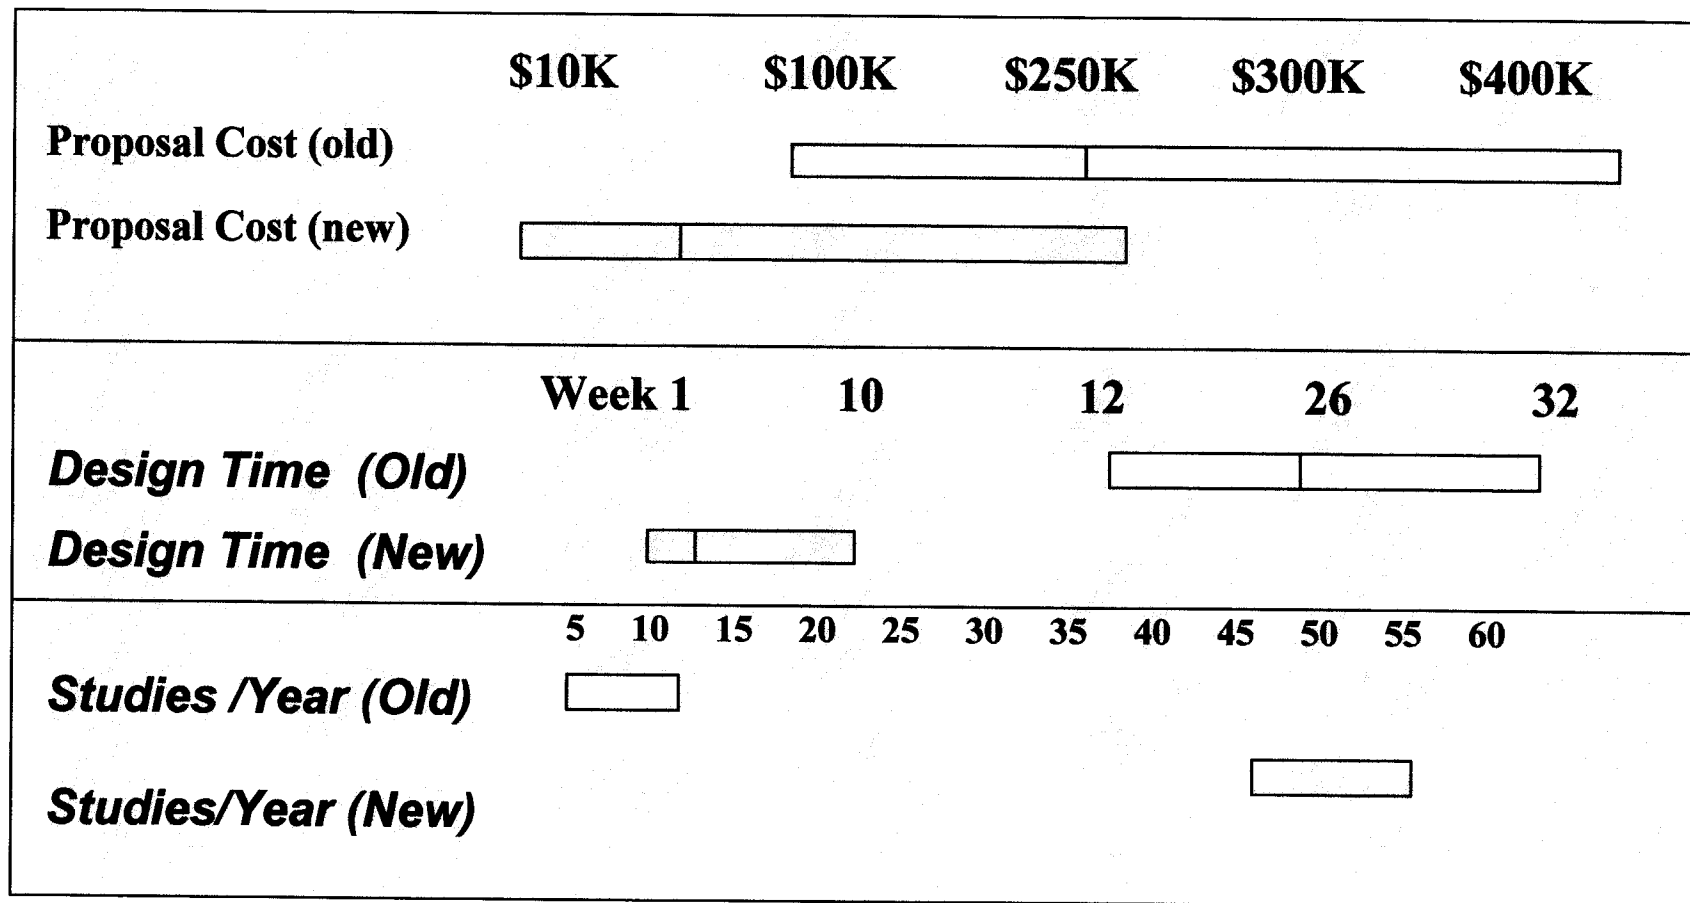 $10K $100K $250K $300K $400K
Proposal Cost (old)
Proposal Cost (new)
Week 1 10 12 26 32
Design Time (Old)
Design Time (New)
5 10 15 20 25 30 35 40 45 50 55 60
Studies /Year (Old)
Studies/Year (New)